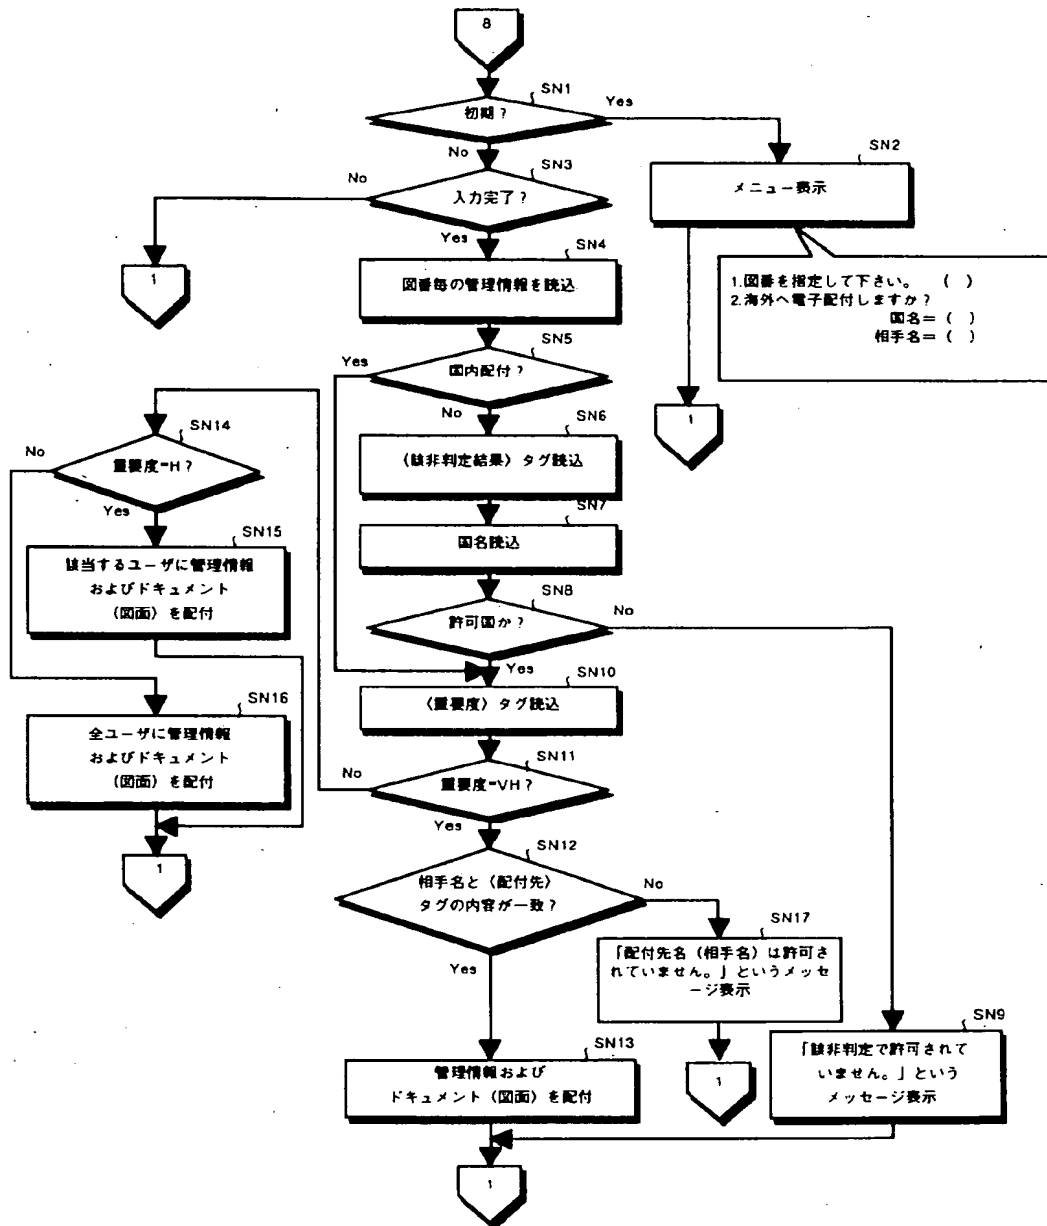 8
SN1
初期？
Yes
No
SN2
メニュー表示
SN3
No
入力完了？
Yes
1
SN4
図番毎の管理情報を読込
1.図番を指定して下さい。　（　）
2.海外へ電子配付しますか？
国名＝（　）
相手名＝（　）
1
SN5
Yes
国内配付？
No
SN6
〈該非判定結果〉タグ読込
SN7
国名読込
SN8
No
許可国か？
Yes
SN10
〈重要度〉タグ読込
SN11
No
重要度=VH？
Yes
SN14
No
重要度=H？
Yes
SN15
該当するユーザに管理情報
およびドキュメント
（図面）を配付
SN16
全ユーザに管理情報
およびドキュメント
（図面）を配付
1
SN12
相手名と〈配付先〉
タグの内容が一致？
No
Yes
SN17
「配付先名（相手名）は許可さ
れていません。」というメッセ
ージ表示
1
SN9
「該非判定で許可されて
いません。」という
メッセージ表示
SN13
管理情報および
ドキュメント（図面）を配付
1